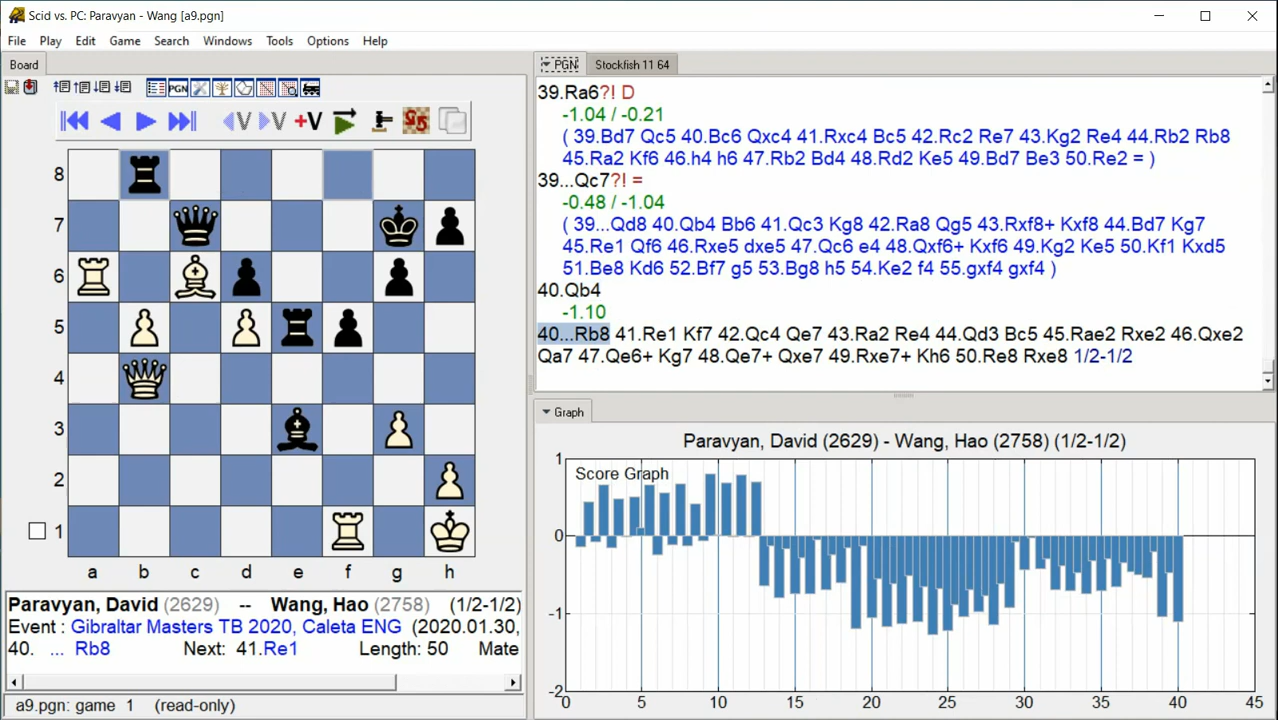 Scid vs. PC: Paravyan - Wang [a9.pgn]
File Play Edit Game Search Windows Tools Options Help
Board
PGN Stockfish 11 64
PGN
V V +V
39.Ra6?! D
-1.04 / -0.21
( 39.Bd7 Qc5 40.Bc6 Qxc4 41.Rxc4 Bc5 42.Rc2 Re7 43.Kg2 Re4 44.Rb2 Rb8
45.Ra2 Kf6 46.h4 h6 47.Rb2 Bd4 48.Rd2 Ke5 49.Bd7 Be3 50.Re2 = )
39...Qc7?! =
-0.48 / -1.04
( 39...Qd8 40.Qb4 Bb6 41.Qc3 Kg8 42.Ra8 Qg5 43.Rxf8+ Kxf8 44.Bd7 Kg7
45.Re1 Qf6 46.Rxe5 dxe5 47.Qc6 e4 48.Qxf6+ Kxf6 49.Kg2 Ke5 50.Kf1 Kxd5
51.Be8 Kd6 52.Bf7 g5 53.Bg8 h5 54.Ke2 f4 55.gxf4 gxf4 )
40.Qb4
-1.10
40...Rb8 41.Re1 Kf7 42.Qc4 Qe7 43.Ra2 Re4 44.Qd3 Bc5 45.Rae2 Rxe2 46.Qxe2
Qa7 47.Qe6+ Kg7 48.Qe7+ Qxe7 49.Rxe7+ Kh6 50.Re8 Rxe8 1/2-1/2
8
7
6
5
4
3
2
1
a b c d e f g h
Paravyan, David (2629) -- Wang, Hao (2758) (1/2-1/2)
Event : Gibraltar Masters TB 2020, Caleta ENG (2020.01.30,
40. ... Rb8 Next: 41.Re1 Length: 50 Mate
a9.pgn: game 1 (read-only)
Graph
Paravyan, David (2629) - Wang, Hao (2758) (1/2-1/2)
Score Graph
1
0
-1
-2
0 5 10 15 20 25 30 35 40 45